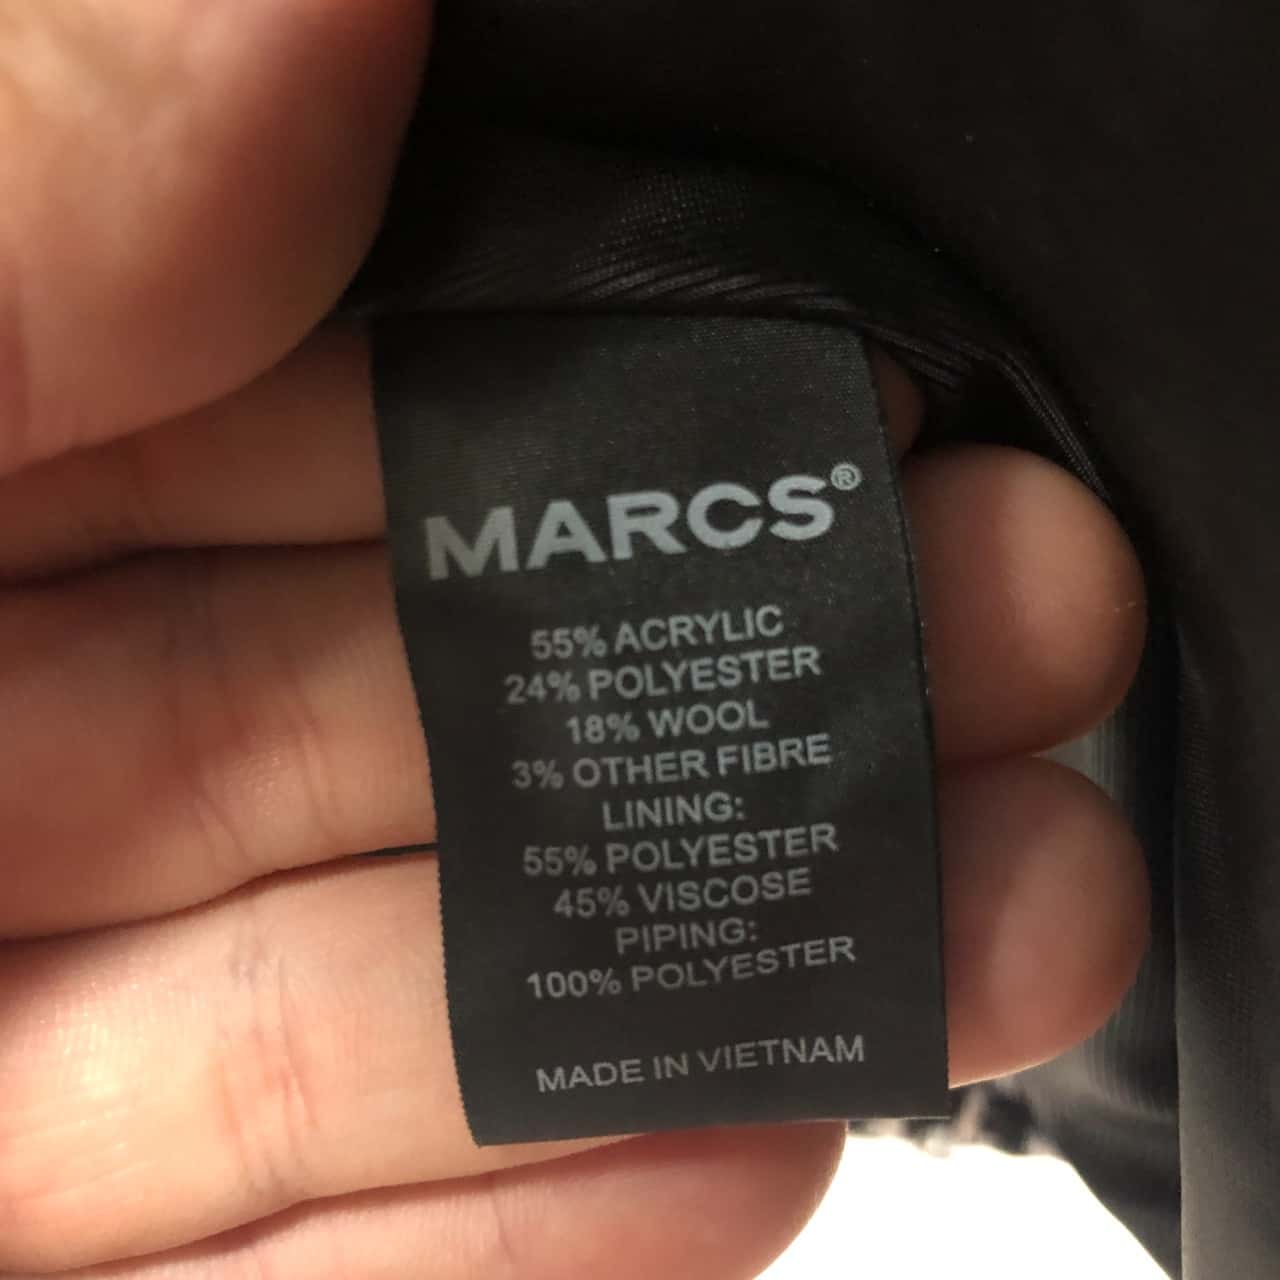 MARCS®
55% ACRYLIC
24% POLYESTER
18% WOOL
3% OTHER FIBRE
LINING:
55% POLYESTER
45% VISCOSE
PIPING:
100% POLYESTER
MADE IN VIETNAM